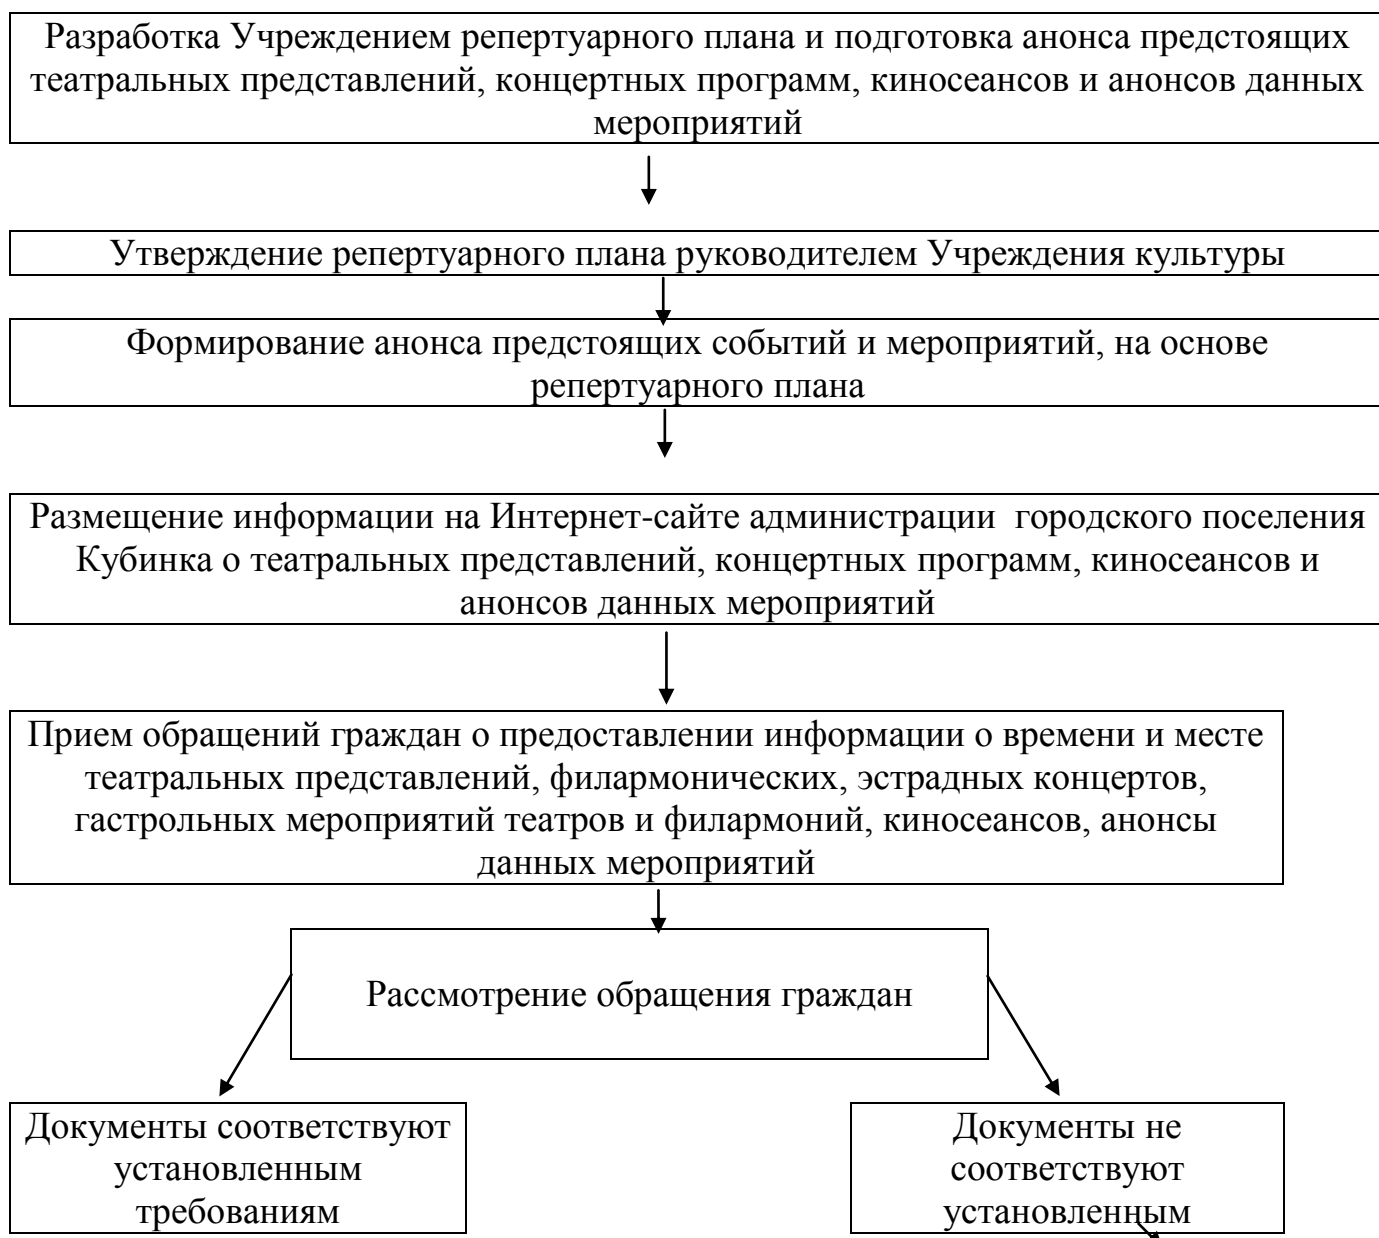 Разработка Учреждением репертуарного плана и подготовка анонса предстоящих
театральных представлений, концертных программ, киносеансов и анонсов данных
мероприятий
Утверждение репертуарного плана руководителем Учреждения культуры
Формирование анонса предстоящих событий и мероприятий, на основе
репертуарного плана
Размещение информации на Интернет-сайте администрации  городского поселения
Кубинка о театральных представлений, концертных программ, киносеансов и
анонсов данных мероприятий
Прием обращений граждан о предоставлении информации о времени и месте
театральных представлений, филармонических, эстрадных концертов,
гастрольных мероприятий театров и филармоний, киносеансов, анонсы
данных мероприятий
Рассмотрение обращения граждан
Документы соответствуют
установленным
требованиям
Документы не
соответствуют
установленным